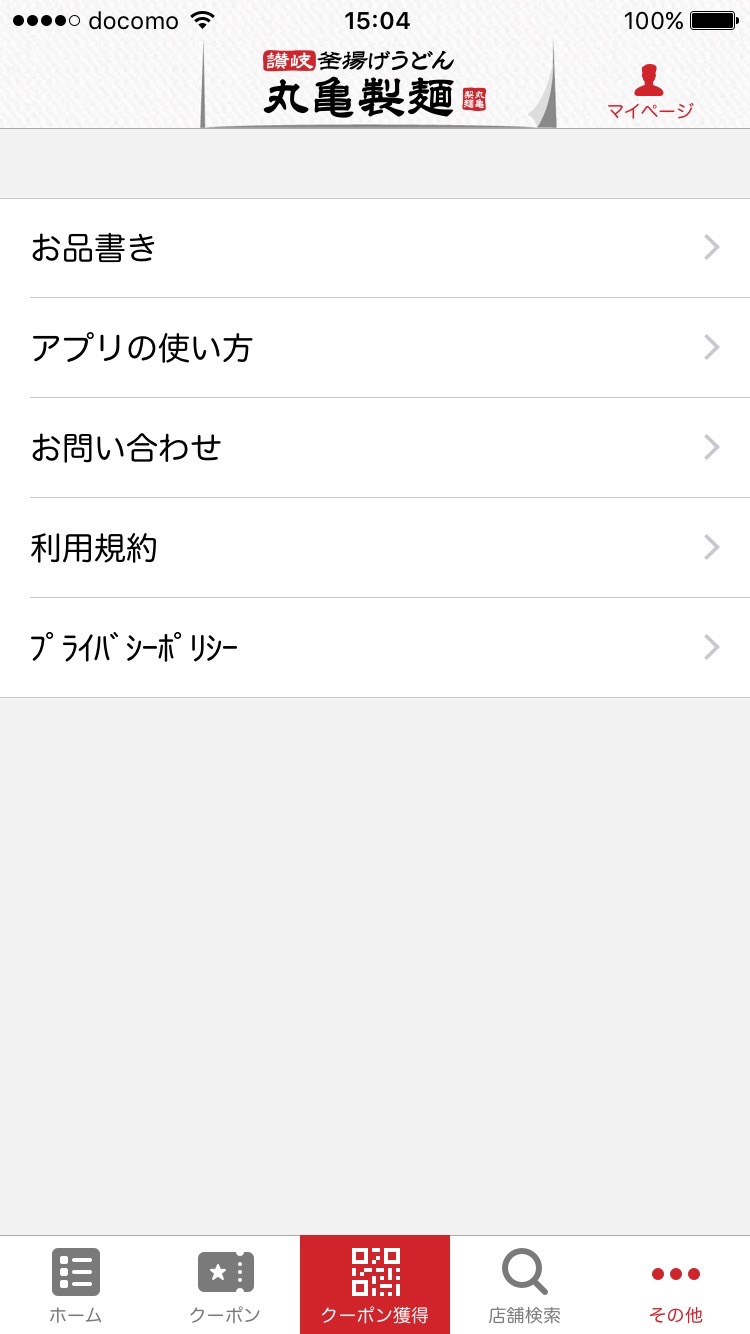 docomo 15:04 100%
讃岐釜揚げうどん
丸亀製麺 丸亀製麺
マイページ
お品書き
アプリの使い方
お問い合わせ
利用規約
プライバシーポリシー
ホーム クーポン クーポン獲得 店舗検索 その他